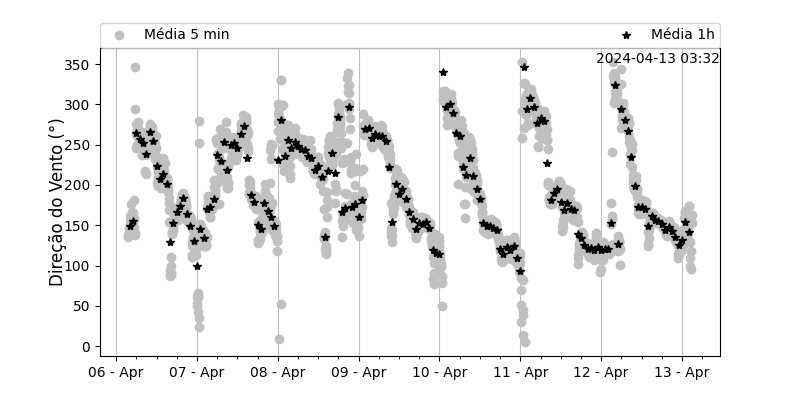 Média 5 min
Média 1h
2024-04-13 03:32
Direção do Vento (°)
350
300
250
200
150
100
50
0
06 - Apr
07 - Apr
08 - Apr
09 - Apr
10 - Apr
11 - Apr
12 - Apr
13 - Apr